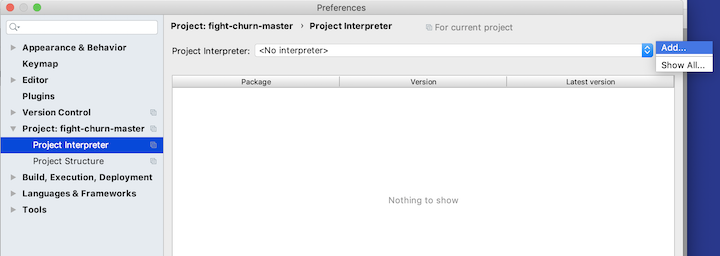 Preferences
Project: fight-churn-master › Project Interpreter
For current project
Appearance & Behavior
Keymap
Editor
Plugins
Version Control
Project: fight-churn-master
Project Interpreter
Project Structure
Build, Execution, Deployment
Languages & Frameworks
Tools
Project Interpreter: <No interpreter>
Add...
Show All...
Package Version Latest version
Nothing to show